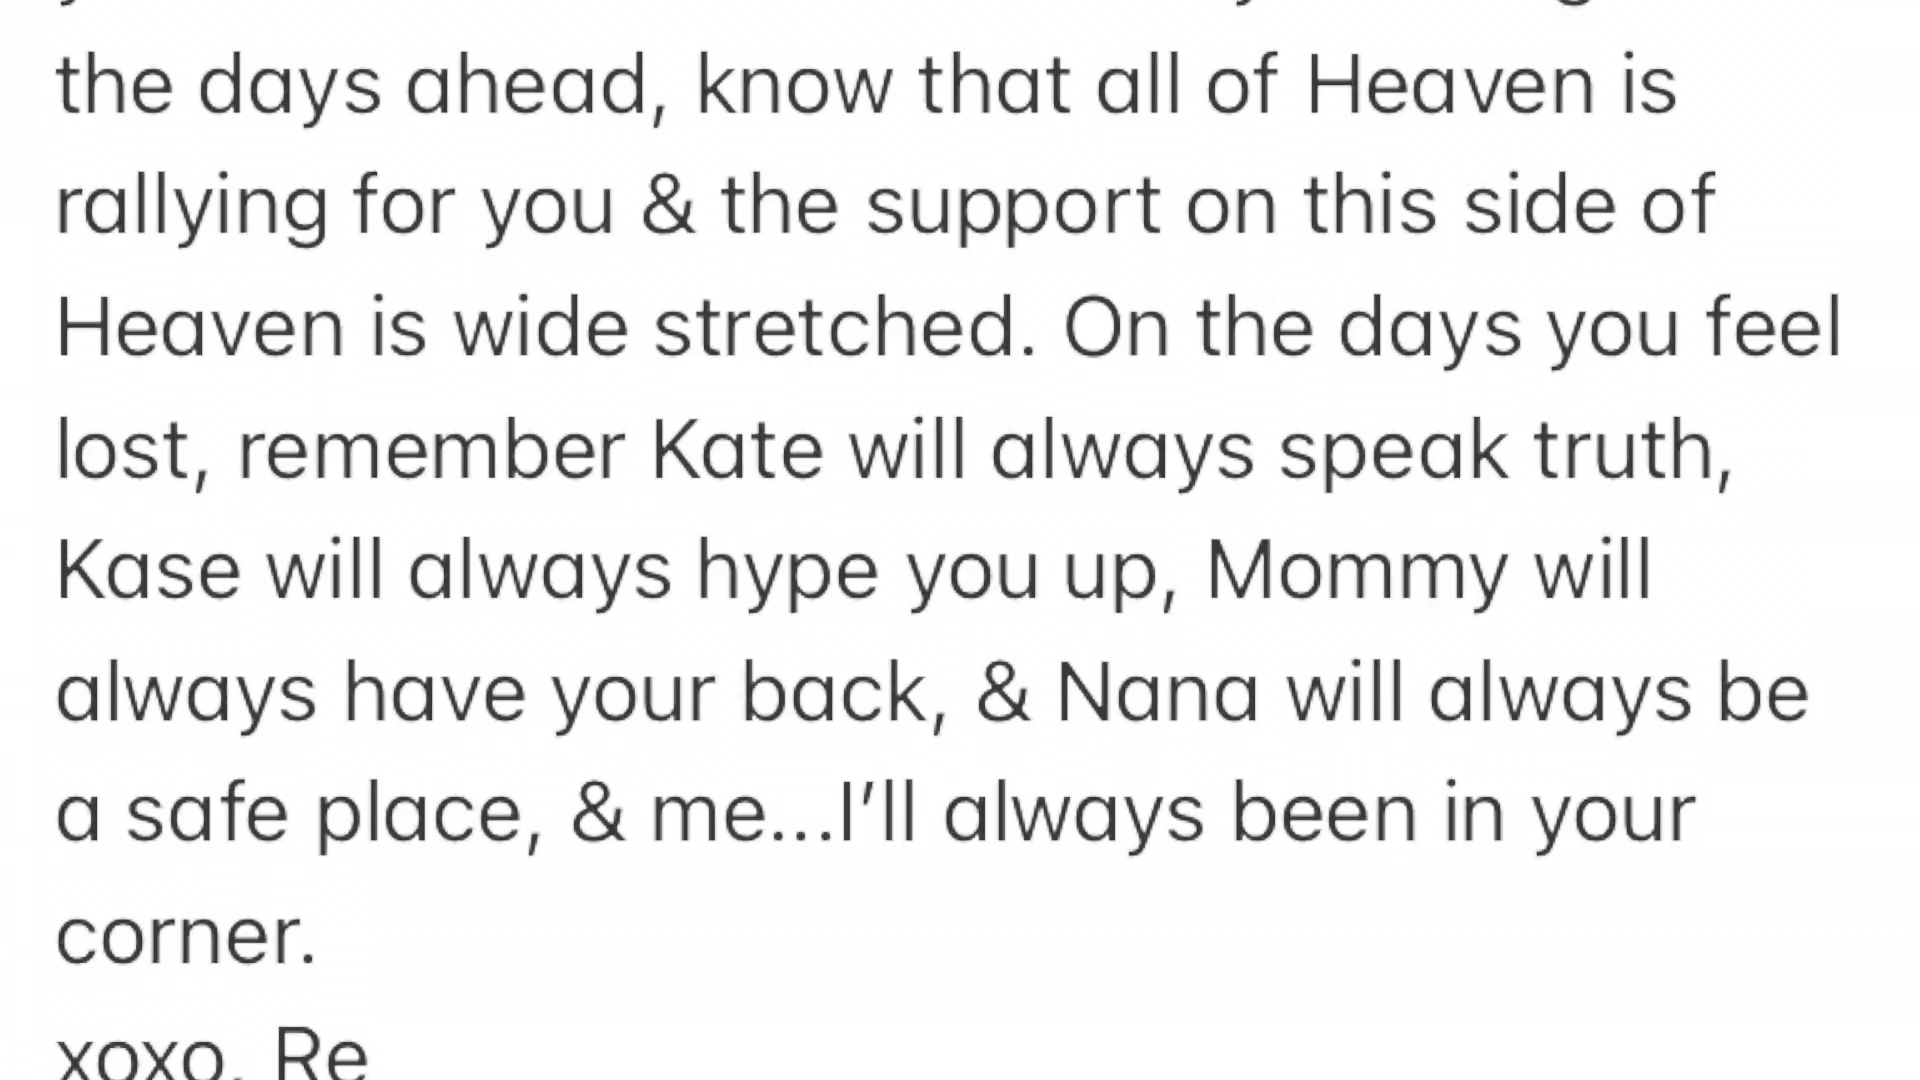 the days ahead, know that all of Heaven is
rallying for you & the support on this side of
Heaven is wide stretched. On the days you feel
lost, remember Kate will always speak truth,
Kase will always hype you up, Mommy will
always have your back, & Nana will always be
a safe place, & me...I'll always been in your
corner.
xoxo, Re